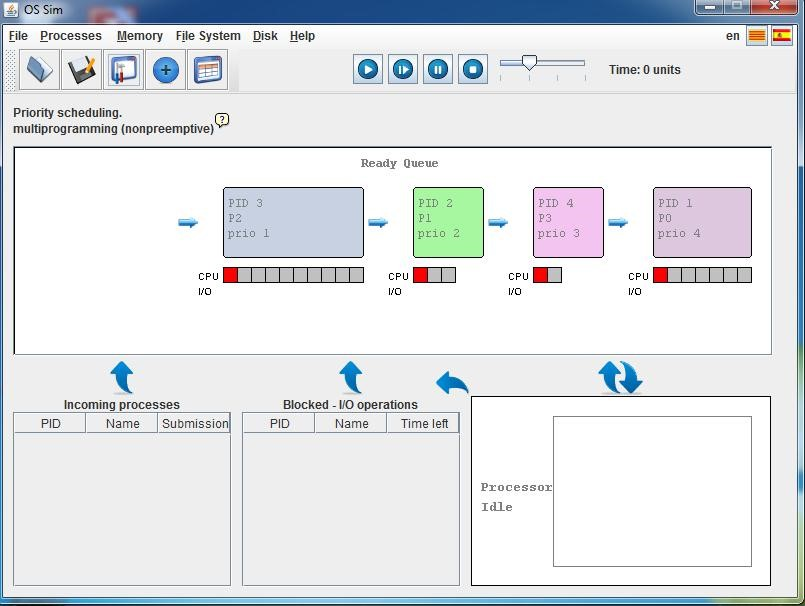 OS Sim
File Processes Memory File System Disk Help en
Time: 0 units
Priority scheduling.
multiprogramming (nonpreemptive) ?
Ready Queue
PID 3 PID 2 PID 4 PID 1
P2 P1 P3 P0
prio 1 prio 2 prio 3 prio 4
CPU CPU CPU CPU
I/O I/O I/O I/O
Incoming processes Blocked - I/O operations
PID Name Submission PID Name Time left
Processor
Idle